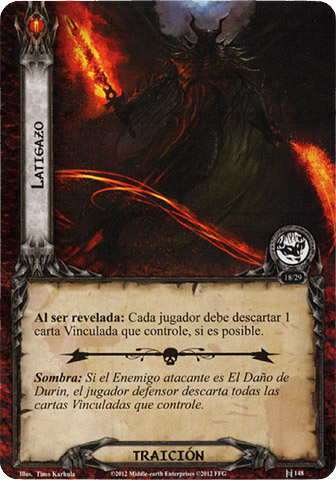 LATIGAZO
18/29
Al ser revelada: Cada jugador debe descartar 1
carta Vinculada que controle, si es posible.
Sombra: Si el Enemigo atacante es El Daño de
Durin, el jugador defensor descarta todas las
cartas Vinculadas que controle.
TRAICIÓN
Illus. Timo Karhula
©2012 Middle-earth Enterprises ©2012 FFG
148